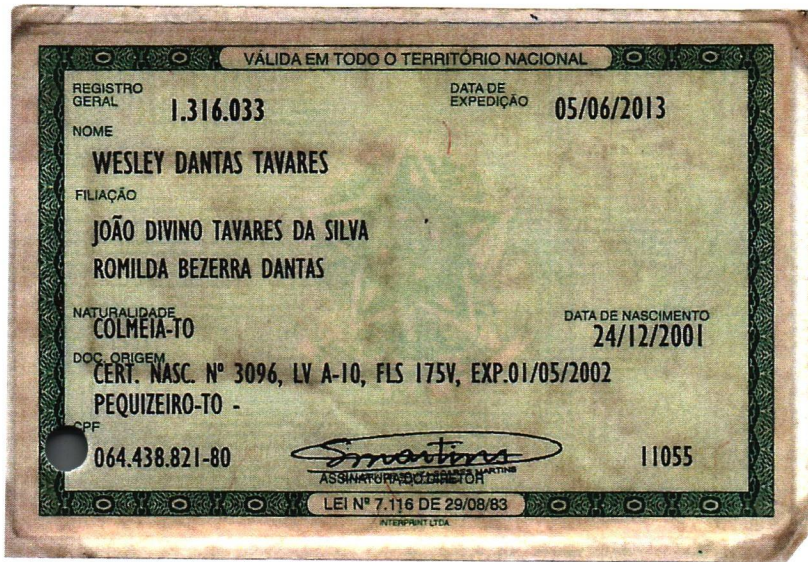 VÁLIDA EM TODO O TERRITÓRIO NACIONAL
REGISTRO GERAL 1.316.033 DATA DE EXPEDIÇÃO 05/06/2013
NOME
WESLEY DANTAS TAVARES
FILIAÇÃO
JOÃO DIVINO TAVARES DA SILVA
ROMILDA BEZERRA DANTAS
NATURALIDADE DATA DE NASCIMENTO
COLMEIA-TO 24/12/2001
DOC. ORIGEM
CERT. NASC. Nº 3096, LV A-10, FLS 175V, EXP.01/05/2002
PEQUIZEIRO-TO -
CPF
064.438.821-80 Smartins 11055
SOARES MARTINS
ASSINATURA DO DIRETOR
LEI Nº 7.116 DE 29/08/83
INTERPRINT LTDA